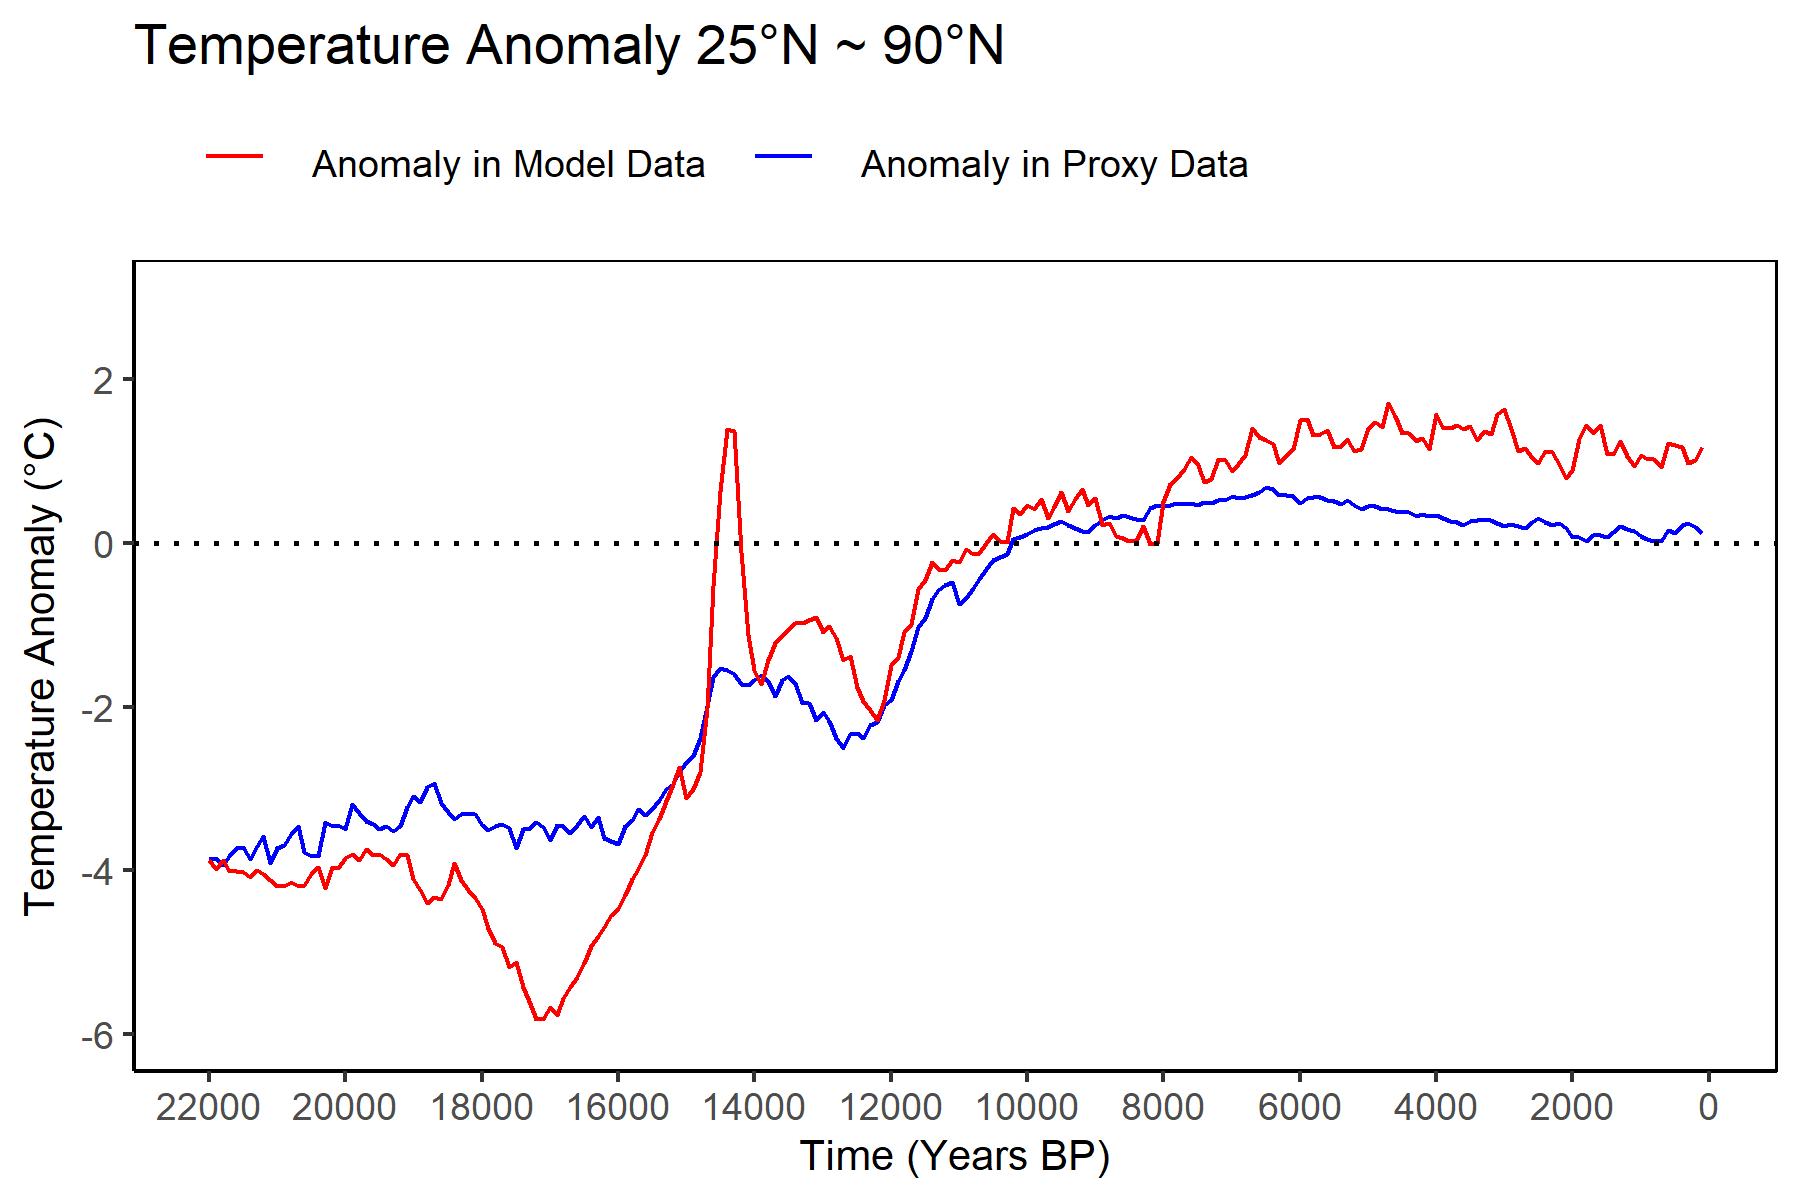 Temperature Anomaly 25°N ~ 90°N
Anomaly in Model Data
Anomaly in Proxy Data
Temperature Anomaly (°C)
2
0
-2
-4
-6
22000 20000 18000 16000 14000 12000 10000 8000 6000 4000 2000 0
Time (Years BP)